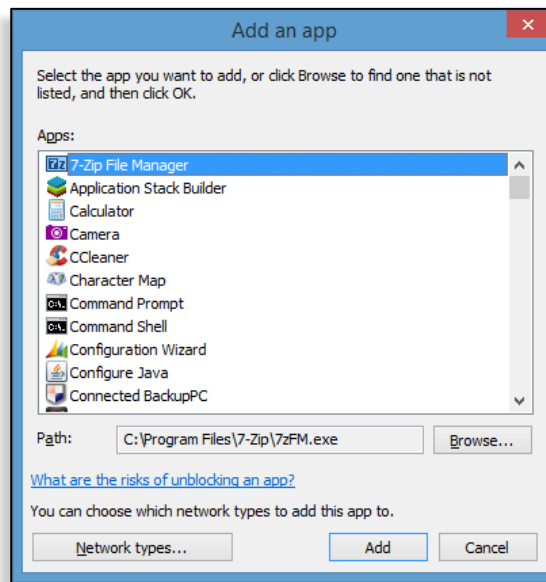 Add an app
Select the app you want to add, or click Browse to find one that is not
listed, and then click OK.
Apps:
7z 7-Zip File Manager
Application Stack Builder
Calculator
Camera
CCleaner
Character Map
C:\. Command Prompt
C:\. Command Shell
Configuration Wizard
Configure Java
Connected BackupPC
Path: C:\Program Files\7-Zip\7zFM.exe Browse...
What are the risks of unblocking an app?
You can choose which network types to add this app to.
Network types... Add Cancel